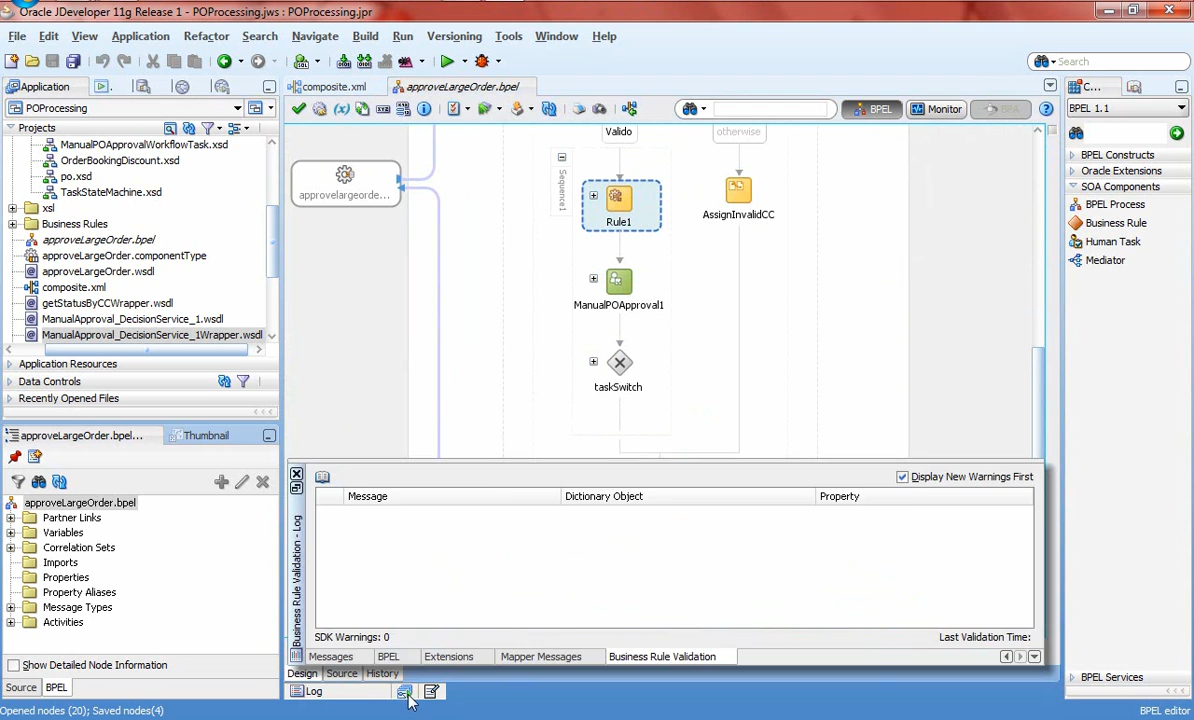 Oracle JDeveloper 11g Release 1 - POProcessing.jws : POProcessing.jpr
File Edit View Application Refactor Search Navigate Build Run Versioning Tools Window Help
Search
Application
composite.xml
approveLargeOrder.bpel
C...
POProcessing
BPEL
Monitor
BPEL 1.1
Projects
ManualPOApprovalWorkflowTask.xsd
OrderBookingDiscount.xsd
po.xsd
TaskStateMachine.xsd
xsl
Business Rules
approveLargeOrder.bpel
approveLargeOrder.componentType
approveLargeOrder.wsdl
composite.xml
getStatusByCCWrapper.wsdl
ManualApproval_DecisionService_1.wsdl
ManualApproval_DecisionService_1Wrapper.wsdl
Application Resources
Data Controls
Recently Opened Files
approveLargeOrder.bpel...
Thumbnail
approveLargeOrder.bpel
Partner Links
Variables
Correlation Sets
Imports
Properties
Property Aliases
Message Types
Activities
Show Detailed Node Information
Source BPEL
approvelargeorde...
Valido
otherwise
Sequence1
Rule1
AssignInvalidCC
ManualPOApproval1
taskSwitch
BPEL Constructs
Oracle Extensions
SOA Components
BPEL Process
Business Rule
Human Task
Mediator
BPEL Services
Display New Warnings First
Message Dictionary Object Property
Business Rule Validation - Log
SDK Warnings: 0
Last Validation Time:
Messages BPEL Extensions Mapper Messages Business Rule Validation
Design Source History
Log
Opened nodes (20); Saved nodes(4)
BPEL editor